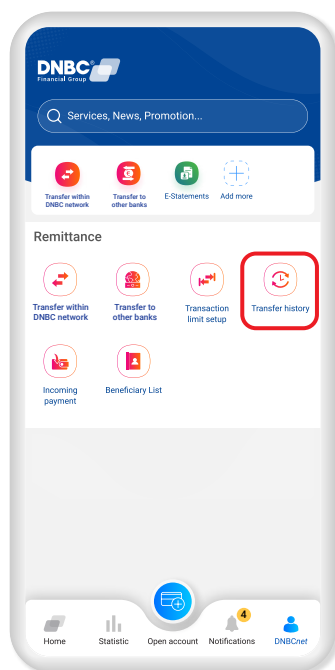 DNBC®
Financial Group
Services, News, Promotion...
Transfer within
DNBC network
Transfer to
other banks
E-Statements
Add more
Remittance
Transfer within
DNBC network
Transfer to
other banks
Transaction
limit setup
Transfer history
Incoming
payment
Beneficiary List
4
Home
Statistic
Open account
Notifications
DNBCnet